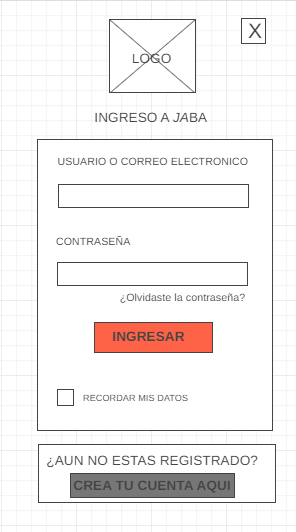 X
LOGO
INGRESO A JABA
USUARIO O CORREO ELECTRONICO
CONTRASEÑA
¿Olvidaste la contraseña?
INGRESAR
RECORDAR MIS DATOS
¿AUN NO ESTAS REGISTRADO?
CREA TU CUENTA AQUI